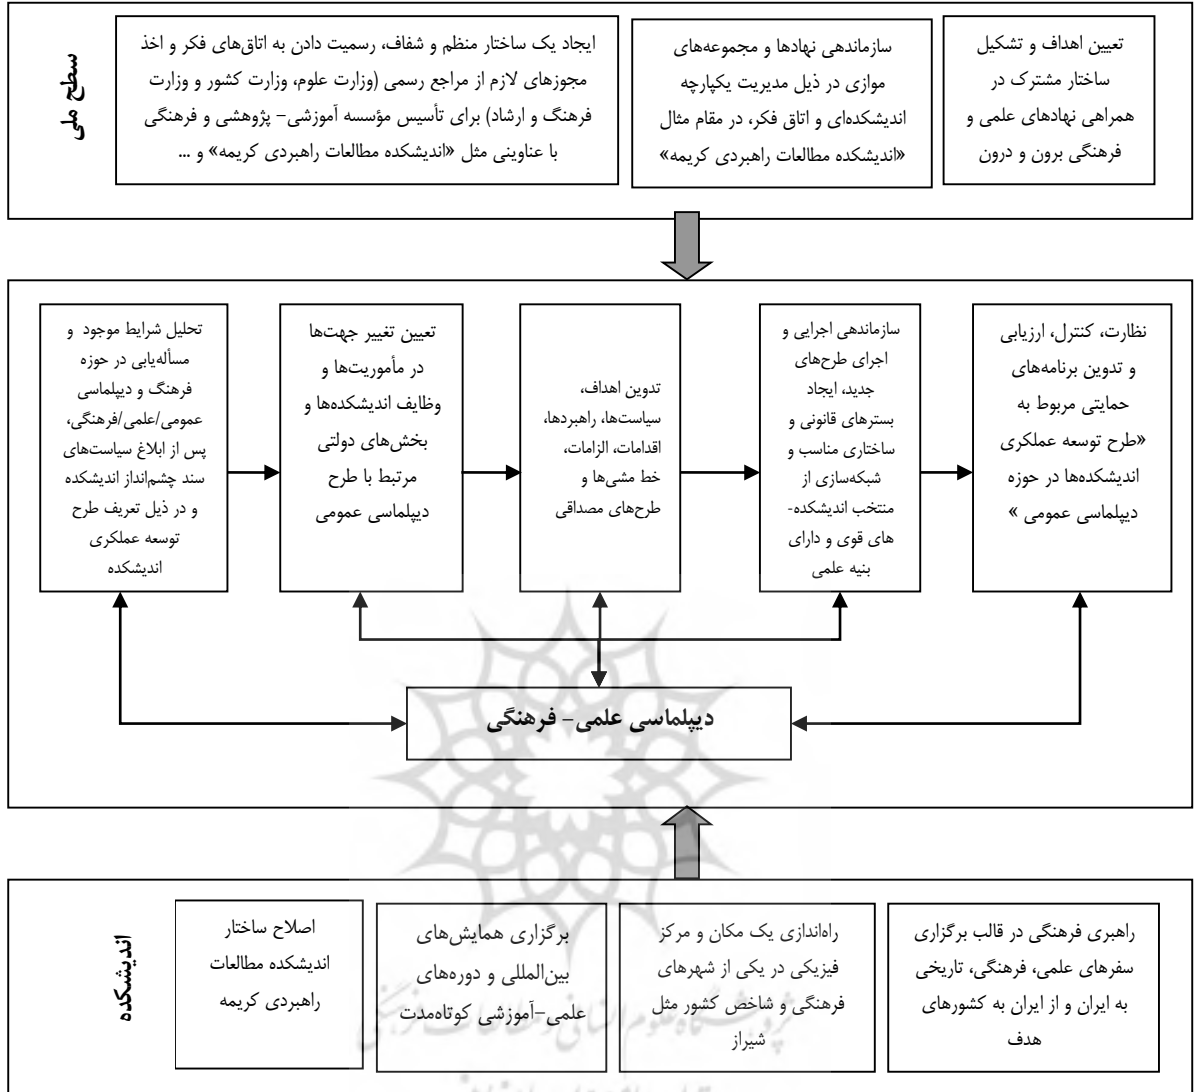 سطح ملی
تعیین اهداف و تشکیل
ساختار مشترک در
همراهی نهادهای علمی و
فرهنگی برون و درون
سازماندهی نهادها و مجموعه‌های
موازی در ذیل مدیریت یکپارچه
اندیشکده‌ای و اتاق فکر، در مقام مثال
«اندیشکده مطالعات راهبردی کریمه»
ایجاد یک ساختار منظم و شفاف، رسمیت دادن به اتاق‌های فکر و اخذ
مجوزهای لازم از مراجع رسمی (وزارت علوم، وزارت کشور و وزارت
فرهنگ و ارشاد) برای تأسیس مؤسسه آموزشی- پژوهشی و فرهنگی
با عناوینی مثل «اندیشکده مطالعات راهبردی کریمه» و ...
تحلیل شرایط موجود و
مسأله‌یابی در حوزه
فرهنگ و دیپلماسی
عمومی/علمی/فرهنگی،
پس از ابلاغ سیاست‌های
سند چشم‌انداز اندیشکده
و در ذیل تعریف طرح
توسعه عملکری
اندیشکده
تعیین تغییر جهت‌ها
در مأموریت‌ها و
وظایف اندیشکده‌ها و
بخش‌های دولتی
مرتبط با طرح
دیپلماسی عمومی
تدوین اهداف،
سیاست‌ها، راهبردها،
اقدامات، الزامات،
خط مشی‌ها و
طرح‌های مصداقی
سازماندهی اجرایی و
اجرای طرح‌های
جدید، ایجاد
بسترهای قانونی و
ساختاری مناسب و
شبکه‌سازی از
منتخب اندیشکده-
های قوی و دارای
بنیه علمی
نظارت، کنترل، ارزیابی
و تدوین برنامه‌های
حمایتی مربوط به
«طرح توسعه عملکری
اندیشکده‌ها در حوزه
دیپلماسی عمومی »
دیپلماسی علمی- فرهنگی
اندیشکده
راهبری فرهنگی در قالب برگزاری
سفرهای علمی، فرهنگی، تاریخی
به ایران و از ایران به کشورهای
هدف
راه‌اندازی یک مکان و مرکز
فیزیکی در یکی از شهرهای
فرهنگی و شاخص کشور مثل
شیراز
برگزاری همایش‌های
بین‌المللی و دوره‌های
علمی-آموزشی کوتاه‌مدت
اصلاح ساختار
اندیشکده مطالعات
راهبردی کریمه
پژوهشگاه علوم انسانی و مطالعات فرهنگی